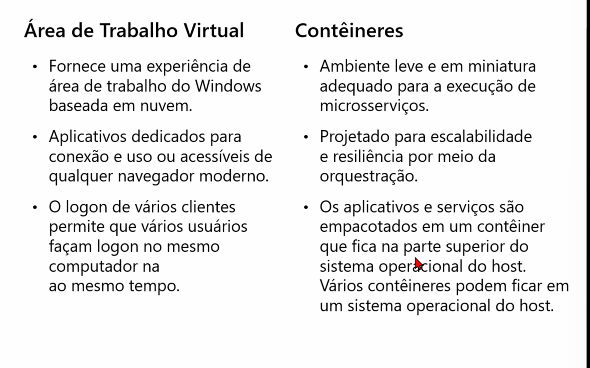 Área de Trabalho Virtual
• Fornece uma experiência de
área de trabalho do Windows
baseada em nuvem.
• Aplicativos dedicados para
conexão e uso ou acessíveis de
qualquer navegador moderno.
• O logon de vários clientes
permite que vários usuários
façam logon no mesmo
computador na
ao mesmo tempo.
Contêineres
• Ambiente leve e em miniatura
adequado para a execução de
microsserviços.
• Projetado para escalabilidade
e resiliência por meio da
orquestração.
• Os aplicativos e serviços são
empacotados em um contêiner
que fica na parte superior do
sistema operacional do host.
Vários contêineres podem ficar em
um sistema operacional do host.